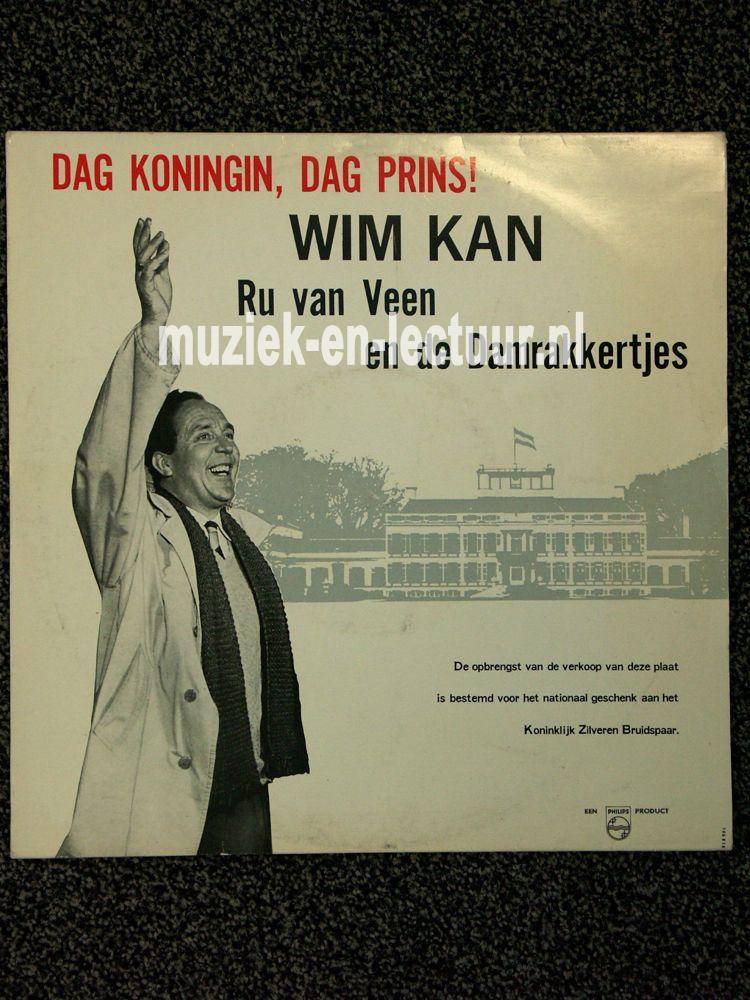 DAG KONINGIN, DAG PRINS!
WIM KAN
Ru van Veen
muziek-en-lectuur.nl
en de Damrakkertjes
De opbrengst van de verkoop van deze plaat
is bestemd voor het nationaal geschenk aan het
Koninklijk Zilveren Bruidspaar.
EEN PHILIPS PRODUCT